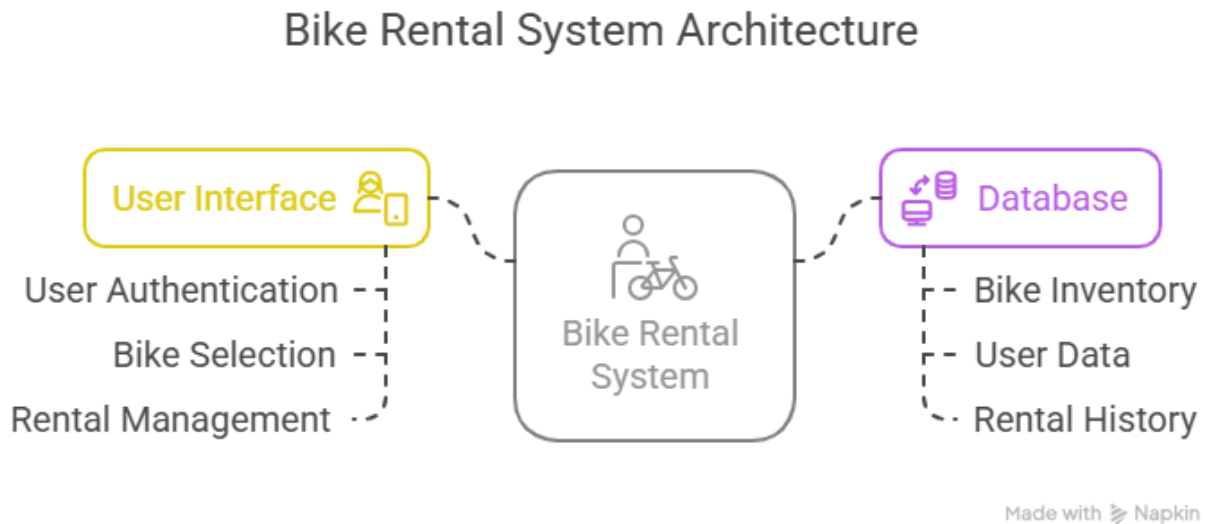 Bike Rental System Architecture
User Interface
User Authentication
Bike Selection
Rental Management
Bike Rental
System
Database
Bike Inventory
User Data
Rental History
Made with Napkin